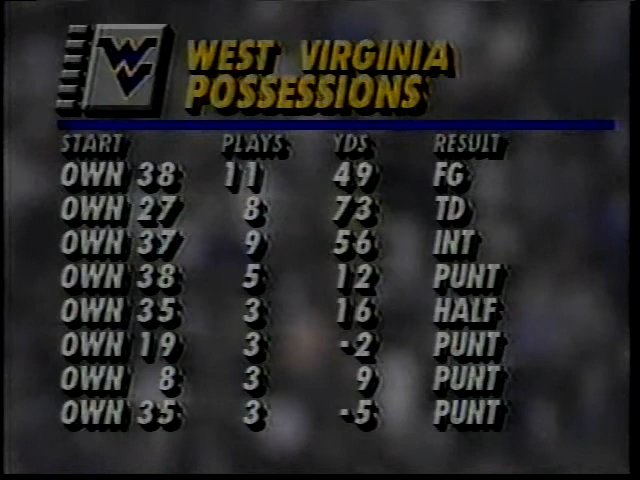 WV
WEST VIRGINIA
POSSESSIONS
START PLAYS YDS RESULT
OWN 38 11 49 FG
OWN 27 8 73 TD
OWN 37 9 56 INT
OWN 38 5 12 PUNT
OWN 35 3 16 HALF
OWN 19 3 -2 PUNT
OWN 8 3 9 PUNT
OWN 35 3 -5 PUNT